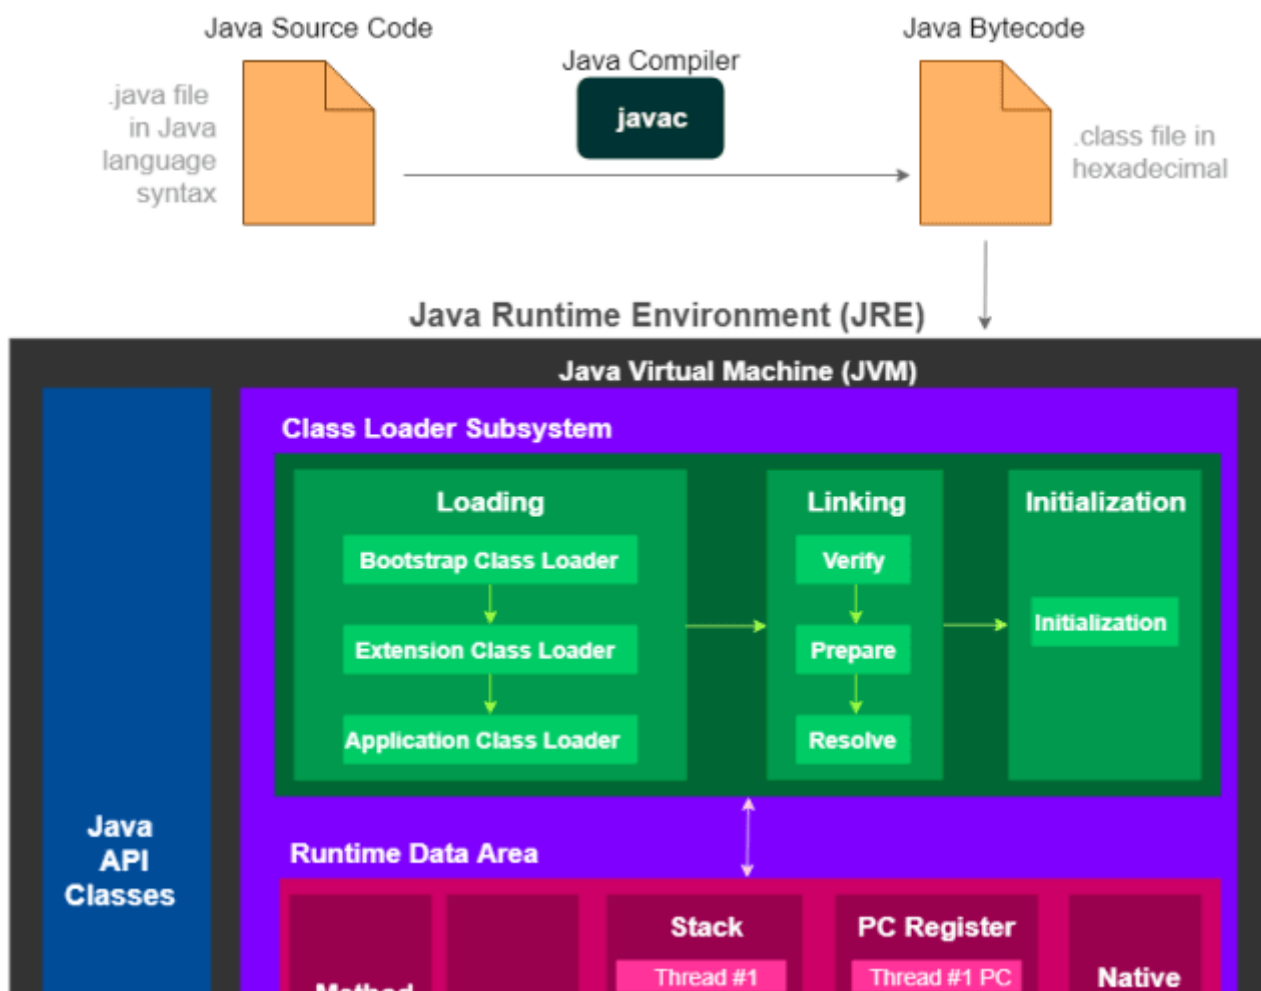 Java Source Code
Java Bytecode
Java Compiler
javac
.java file
in Java
language
syntax
.class file in
hexadecimal
Java Runtime Environment (JRE)
Java Virtual Machine (JVM)
Class Loader Subsystem
Loading
Linking
Initialization
Bootstrap Class Loader
Verify
Initialization
Extension Class Loader
Prepare
Application Class Loader
Resolve
Java
API
Classes
Runtime Data Area
Stack
PC Register
Thread #1
Thread #1 PC
Native
Method